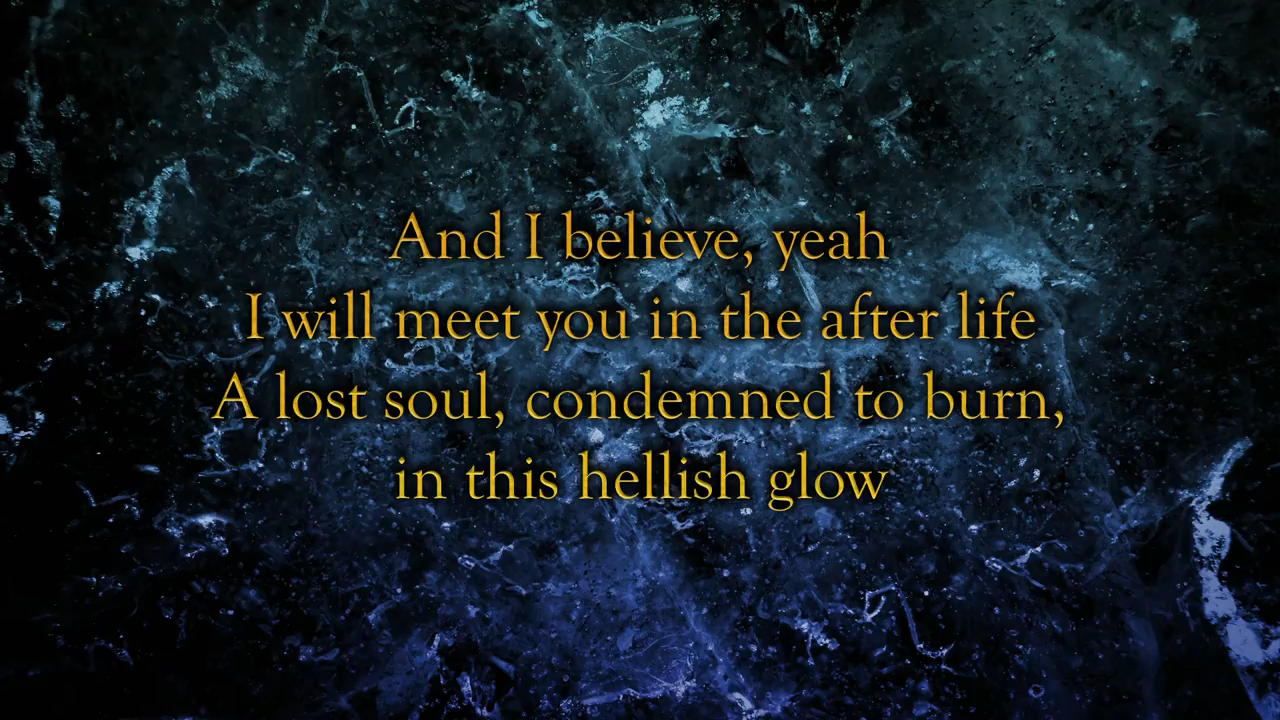 And I believe, yeah
I will meet you in the after life
A lost soul, condemned to burn,
in this hellish glow